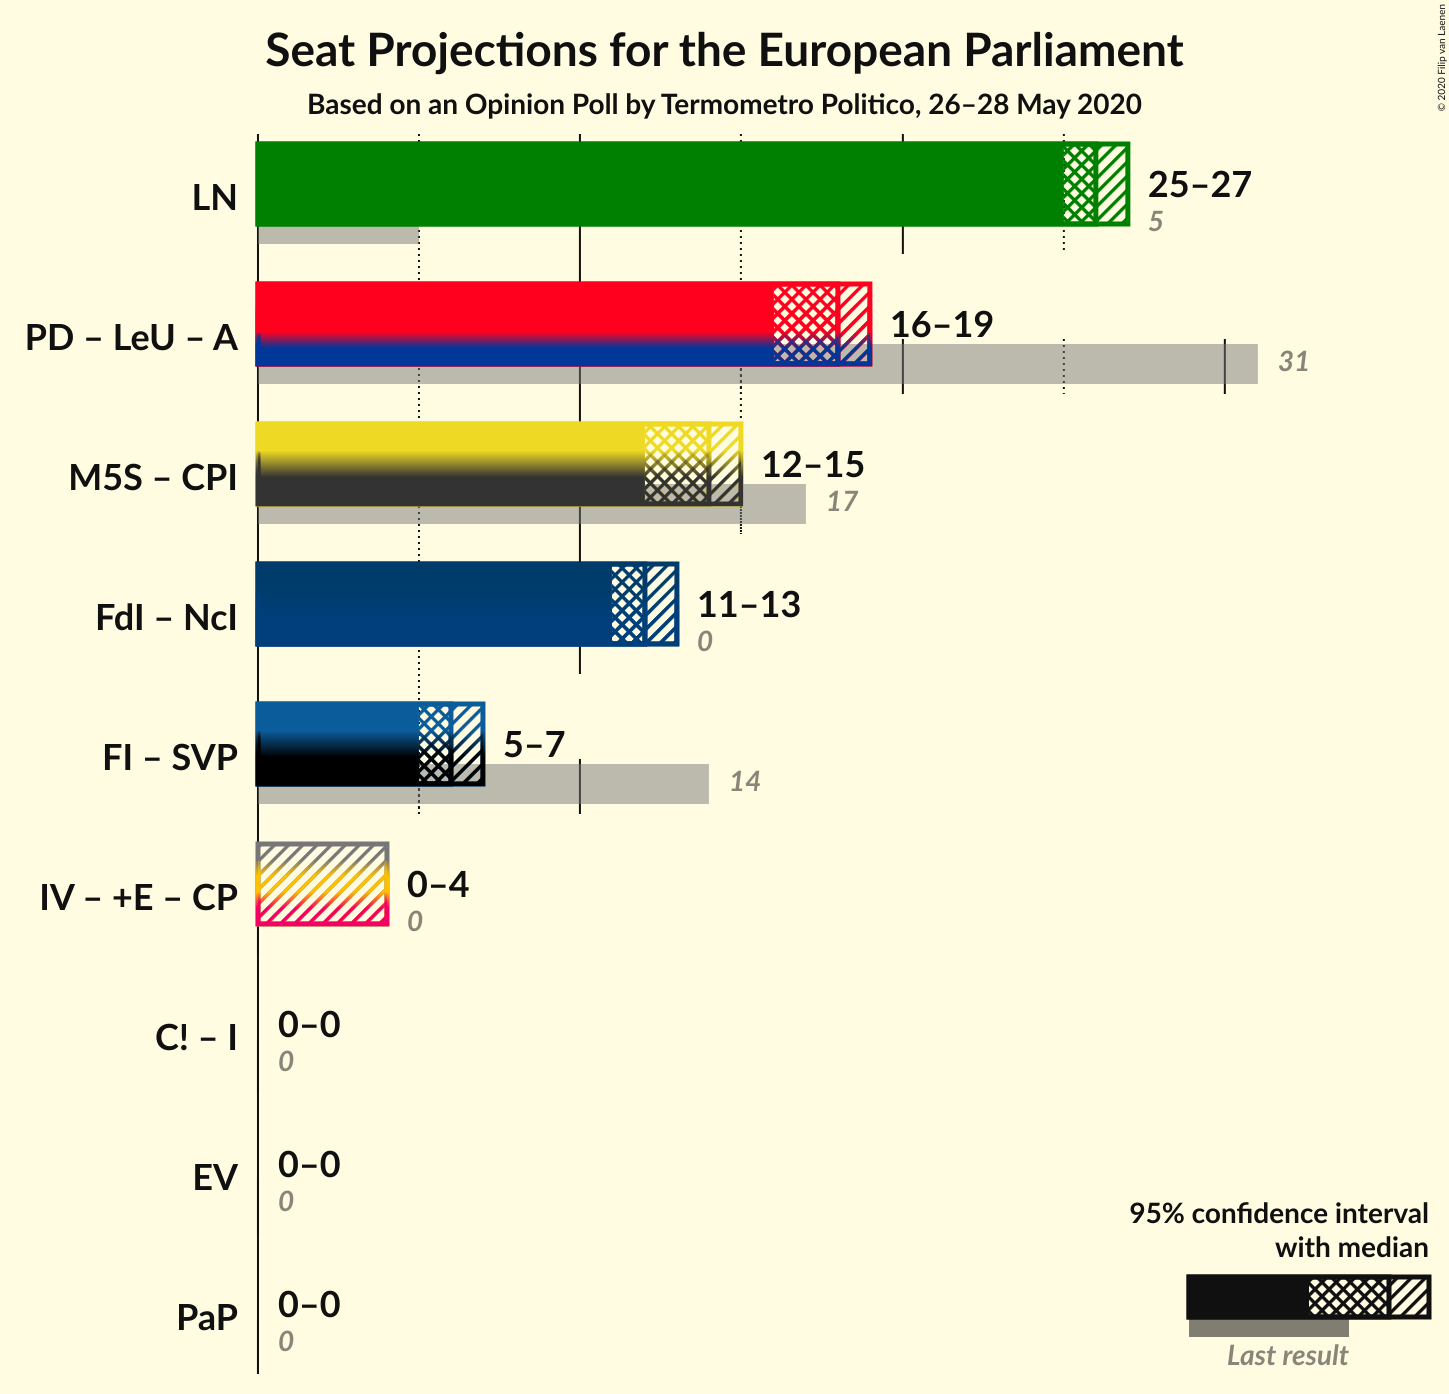 Seat Projections for the European Parliament
Based on an Opinion Poll by Termometro Politico, 26–28 May 2020
© 2020 Filip van Laenen
LN
25–27
5
PD – LeU – A
16–19
31
M5S – CPI
12–15
17
FdI – NcI
11–13
0
FI – SVP
5–7
14
IV – +E – CP
0–4
0
C! – I
0–0
0
EV
0–0
0
PaP
0–0
0
95% confidence interval
with median
Last result